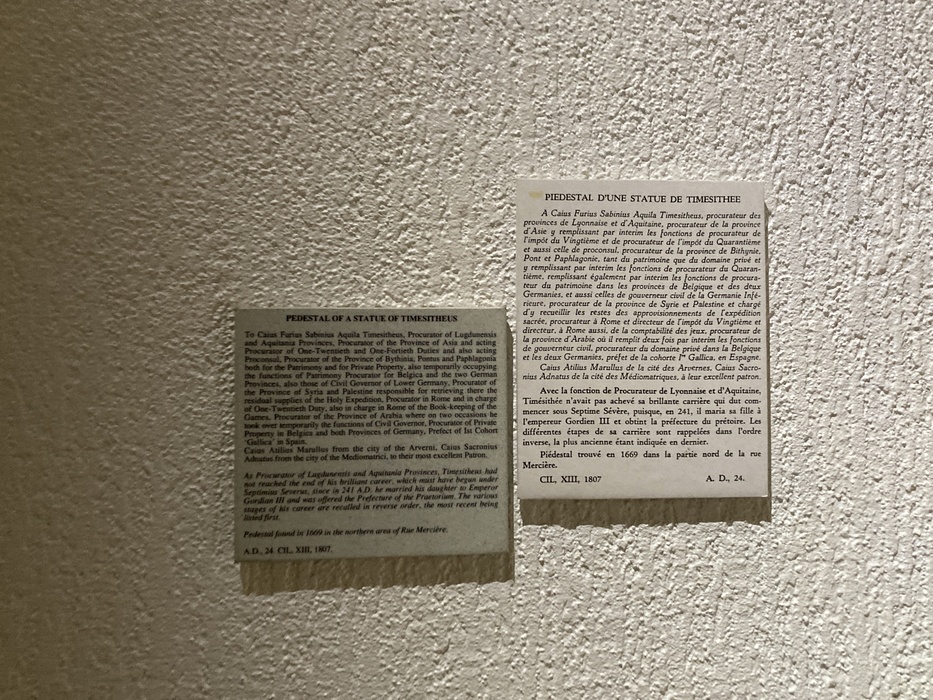 PEDESTAL OF A STATUE OF TIMESITHEUS
To Caius Furius Sabinius Aquila Timesitheus, Procurator of Lugdunensis
and Aquitania Provinces, Procurator of the Province of Asia and acting
Procurator of One-Twentieth and One-Fortieth Duties and also acting
Proconsul, Procurator of the Province of Bythinia, Pontus and Paphlagonia
both for the Patrimony and for Private Property, also temporarily occupying
the functions of Patrimony Procurator for Belgica and the two German
Provinces, also those of Civil Governor of Lower Germany, Procurator of
the Province of Syria and Palestine responsible for retrieving there the
residual supplies of the Holy Expedition, Procurator in Rome and in charge
of One-Twentieth Duty, also in charge in Rome of the Book-keeping of the
Games, Procurator of the Province of Arabia where on two occasions he
took over temporarily the functions of Civil Governor, Procurator of Private
Property in Belgica and both Provinces of Germany, Prefect of Ist Cohort
"Gallica" in Spain.
Caius Atilius Marullus from the city of the Arverni, Caius Sacronius
Adnatus from the city of the Mediomatrici, to their most excellent Patron.
As Procurator of Lugdunensis and Aquitania Provinces, Timesitheus had
not reached the end of his brilliant career, which must have begun under
Septimius Severus, since in 241 A.D. he married his daughter to Emperor
Gordian III and was offered the Prefecture of the Praetorium. The various
stages of his career are recalled in reverse order, the most recent being
listed first.
Pedestal found in 1669 in the northern area of Rue Mercière.
A.D., 24. CIL, XIII, 1807.
PIEDESTAL D'UNE STATUE DE TIMESITHEE
A Caius Furius Sabinius Aquila Timesitheus, procurateur des
provinces de Lyonnaise et d'Aquitaine, procurateur de la province
d'Asie y remplissant par interim les fonctions de procurateur de
l'impôt du Vingtième et de procurateur de l'impôt du Quarantième
et aussi celle de proconsul, procurateur de la province de Bithynie,
Pont et Paphlagonie, tant du patrimoine que du domaine privé et
y remplissant par interim les fonctions de procurateur du Quaran-
tième, remplissant également par interim les fonctions de procura-
teur du patrimoine dans les provinces de Belgique et des deux
Germanies, et aussi celles de gouverneur civil de la Germanie Infé-
rieure, procurateur de la province de Syrie et Palestine et chargé
d'y recueillir les restes des approvisionnements de l'expédition
sacrée, procurateur à Rome et directeur de l'impôt du Vingtième et
directeur, à Rome aussi, de la comptabilité des jeux, procurateur de
la province d'Arabie où il remplit deux fois par interim les fonctions
de gouverneur civil, procurateur du domaine privé dans la Belgique
et les deux Germanies, préfet de la cohorte Iʳᵉ Gallica, en Espagne.
Caius Atilius Marullus de la cité des Arvernes, Caius Sacro-
nius Adnatus de la cité des Médiomatriques, à leur excellent patron.
Avec la fonction de Procurateur de Lyonnaise et d'Aquitaine,
Timésithée n'avait pas achevé sa brillante carrière qui dut com-
mencer sous Septime Sévère, puisque, en 241, il maria sa fille à
l'empereur Gordien III et obtint la préfecture du prétoire. Les
différentes étapes de sa carrière sont rappelées dans l'ordre
inverse, la plus ancienne étant indiquée en dernier.
Piédestal trouvé en 1669 dans la partie nord de la rue
Mercière.
CIL, XIII, 1807 A. D., 24.